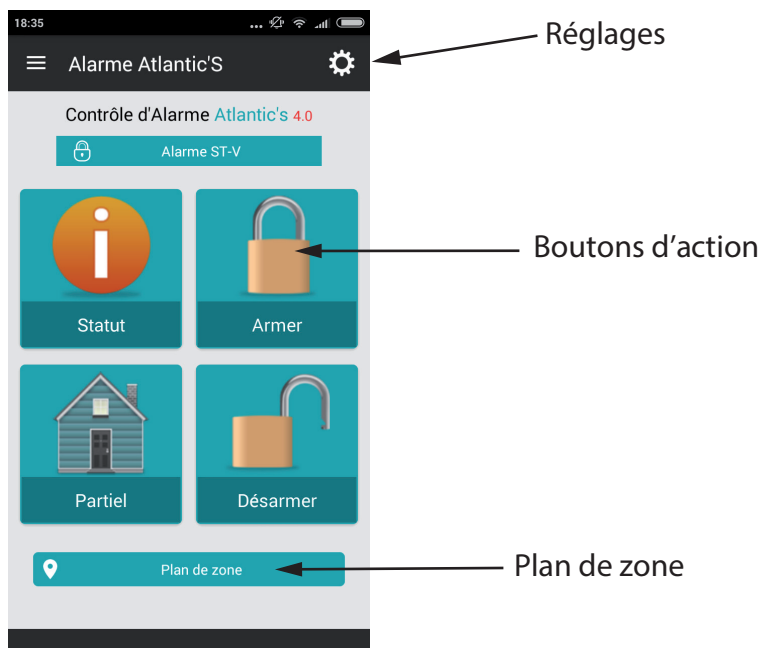 18:35
Alarme Atlantic'S
Réglages
Contrôle d'Alarme Atlantic's 4.0
Alarme ST-V
Statut
Armer
Boutons d’action
Partiel
Désarmer
Plan de zone
Plan de zone